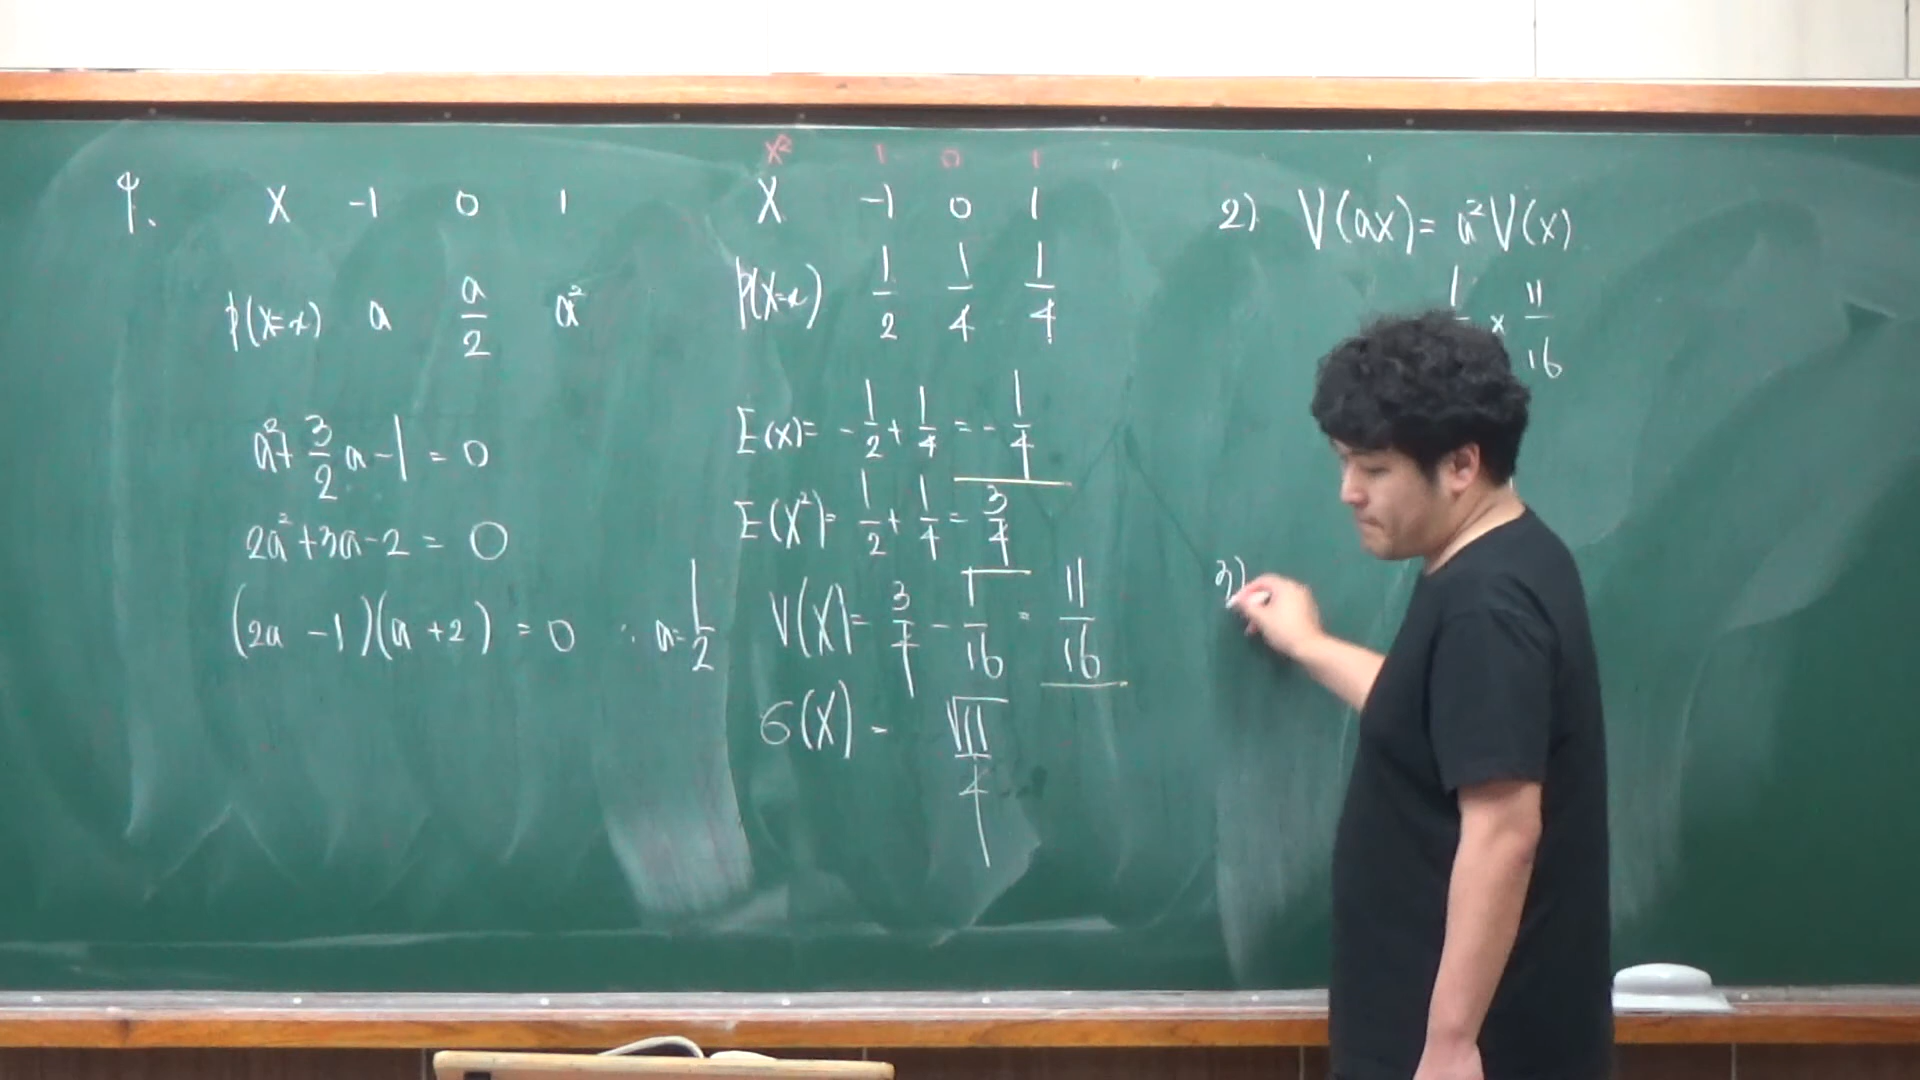 9.
X -1 0 1
P(X=x) a a/2 a²
a²+3/2a-1=0
2a²+3a-2=0
(2a-1)(a+2)=0 ∴ a=1/2
X² 1 0 1
X -1 0 1
P(X=x) 1/2 1/4 1/4
E(X)= -1/2+1/4=-1/4
E(X²)=1/2+1/4=3/4
V(X)=3/4-1/16=11/16
σ(X)=√11/4
2) V(aX)=a²V(X)
× 11/16
3)